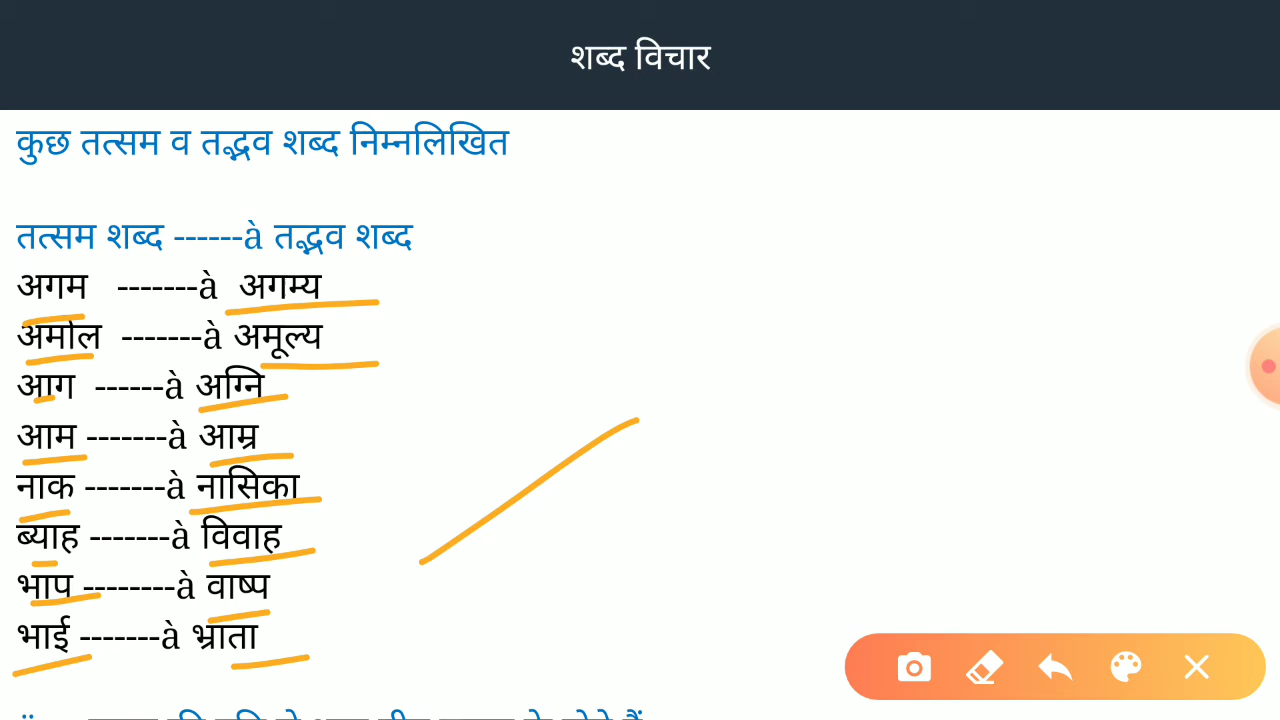 शब्द विचार
कुछ तत्सम व तद्भव शब्द निम्नलिखित
तत्सम शब्द ------à तद्भव शब्द
अगम -------à अगम्य
अमोल -------à अमूल्य
आग ------à अग्नि
आम -------à आम्र
नाक -------à नासिका
ब्याह -------à विवाह
भाप --------à वाष्प
भाई -------à भ्राता